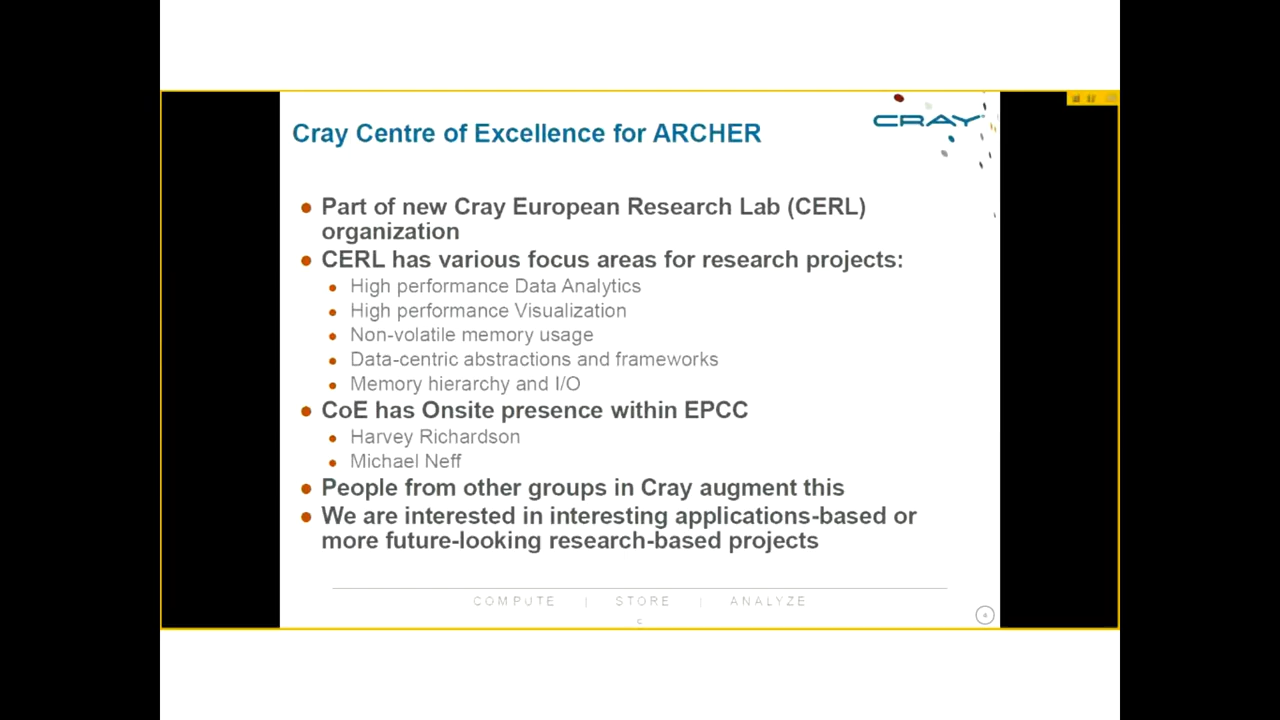 Cray Centre of Excellence for ARCHER
CRAY
Part of new Cray European Research Lab (CERL)
organization
CERL has various focus areas for research projects:
High performance Data Analytics
High performance Visualization
Non-volatile memory usage
Data-centric abstractions and frameworks
Memory hierarchy and I/O
CoE has Onsite presence within EPCC
Harvey Richardson
Michael Neff
People from other groups in Cray augment this
We are interested in interesting applications-based or
more future-looking research-based projects
COMPUTE | STORE | ANALYZE
C
4